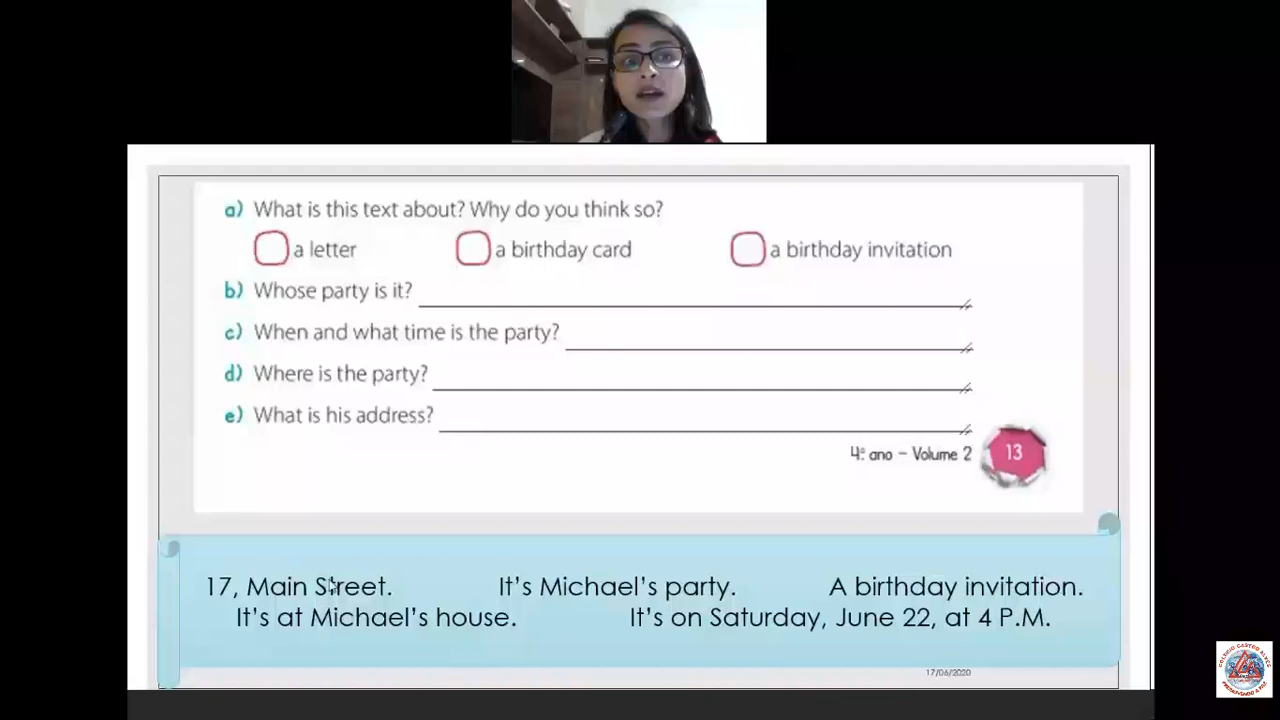 a) What is this text about? Why do you think so?
a letter a birthday card a birthday invitation
b) Whose party is it?
c) When and what time is the party?
d) Where is the party?
e) What is his address?
4º ano – Volume 2 13
17, Main Street. It's Michael's party. A birthday invitation.
It's at Michael's house. It's on Saturday, June 22, at 4 P.M.
17/06/2020
COLÉGIO CASTRO ALVES